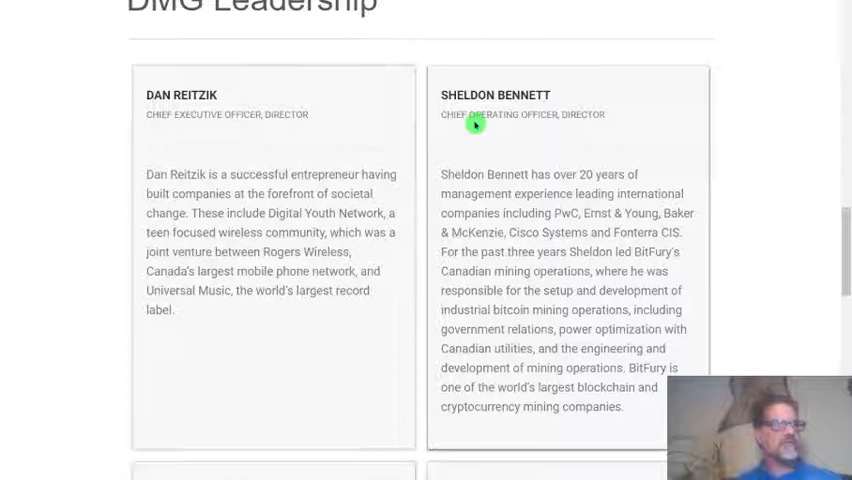 DMG Leadership
DAN REITZIK
CHIEF EXECUTIVE OFFICER, DIRECTOR
Dan Reitzik is a successful entrepreneur having
built companies at the forefront of societal
change. These include Digital Youth Network, a
teen focused wireless community, which was a
joint venture between Rogers Wireless,
Canada's largest mobile phone network, and
Universal Music, the world's largest record
label.
SHELDON BENNETT
CHIEF OPERATING OFFICER, DIRECTOR
Sheldon Bennett has over 20 years of
management experience leading international
companies including PwC, Ernst & Young, Baker
& McKenzie, Cisco Systems and Fonterra CIS.
For the past three years Sheldon led BitFury's
Canadian mining operations, where he was
responsible for the setup and development of
industrial bitcoin mining operations, including
government relations, power optimization with
Canadian utilities, and the engineering and
development of mining operations. BitFury is
one of the world's largest blockchain and
cryptocurrency mining companies.